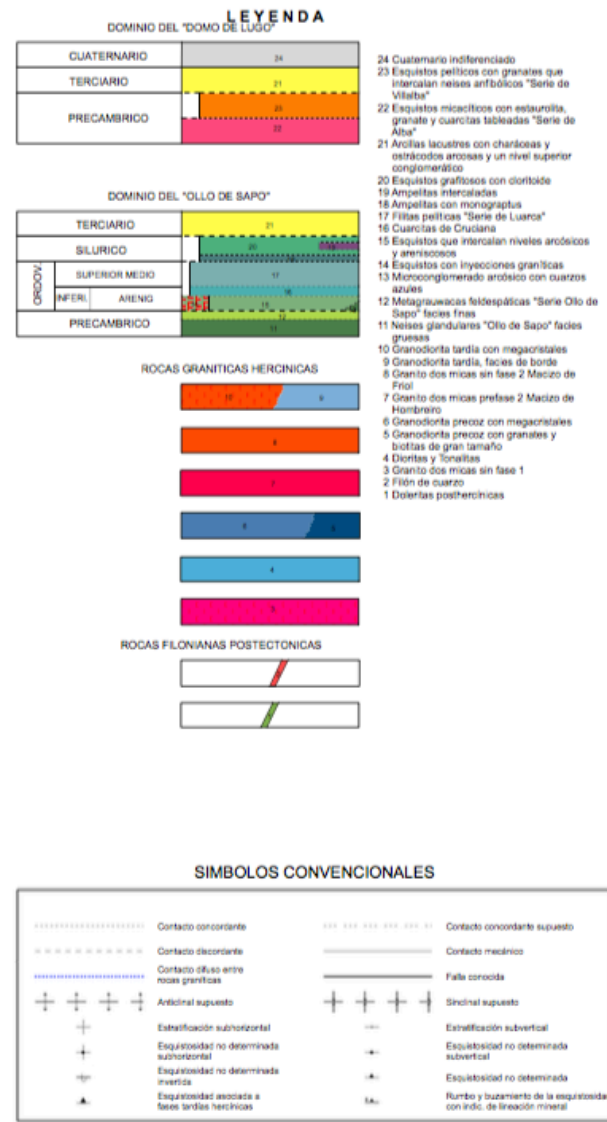 LEYENDA
DOMINIO DEL "DOMO DE LUGO"
CUATERNARIO
24
TERCIARIO
21
PRECAMBRICO
23
22
DOMINIO DEL "OLLO DE SAPO"
TERCIARIO
21
SILURICO
20
ORDOV.
SUPERIOR MEDIO
17
INFERI.
ARENIG
16
15
PRECAMBRICO
12
11
ROCAS GRANITICAS HERCINICAS
10
9
8
7
6
5
4
3
ROCAS FILONIANAS POSTECTONICAS
24 Cuaternario indiferenciado
23 Esquistos pelíticos con granates que
intercalan neises anfibólicos "Serie de
Villalba"
22 Esquistos micacíticos con estaurolita,
granate y cuarcitas tableadas "Serie de
Alba"
21 Arcillas lacustres con charáceas y
ostrácodos arcosas y un nivel superior
conglomerático
20 Esquistos grafitosos con cloritoide
19 Ampelitas intercaladas
18 Ampelitas con monograptus
17 Filitas pelíticas "Serie de Luarca"
16 Cuarcitas de Cruciana
15 Esquistos que intercalan niveles arcósicos
y areniscosos
14 Esquistos con inyecciones graníticas
13 Microconglomerado arcósico con cuarzos
azules
12 Metagrauwacas feldespáticas "Serie Ollo de
Sapo" facies finas
11 Neises glandulares "Ollo de Sapo" facies
gruesas
10 Granodiorita tardía con megacristales
9 Granodiorita tardía, facies de borde
8 Granito dos micas sin fase 2 Macizo de
Friol
7 Granito dos micas prefase 2 Macizo de
Hombreiro
6 Granodiorita precoz con megacristales
5 Granodiorita precoz con granates y
biotitas de gran tamaño
4 Dioritas y Tonalitas
3 Granito dos micas sin fase 1
2 Filón de cuarzo
1 Doleritas posthercínicas
SIMBOLOS CONVENCIONALES
Contacto concordante
Contacto concordante supuesto
Contacto discordante
Contacto mecánico
Contacto difuso entre
rocas graníticas
Falla conocida
Anticlinal supuesto
Sinclinal supuesto
Estratificación subhorizontal
Estratificación subvertical
Esquistosidad no determinada
subhorizontal
Esquistosidad no determinada
subvertical
Esquistosidad no determinada
invertida
Esquistosidad no determinada
Esquistosidad asociada a
fases tardías hercínicas
Rumbo y buzamiento de la esquistosidad
con indic. de lineación mineral